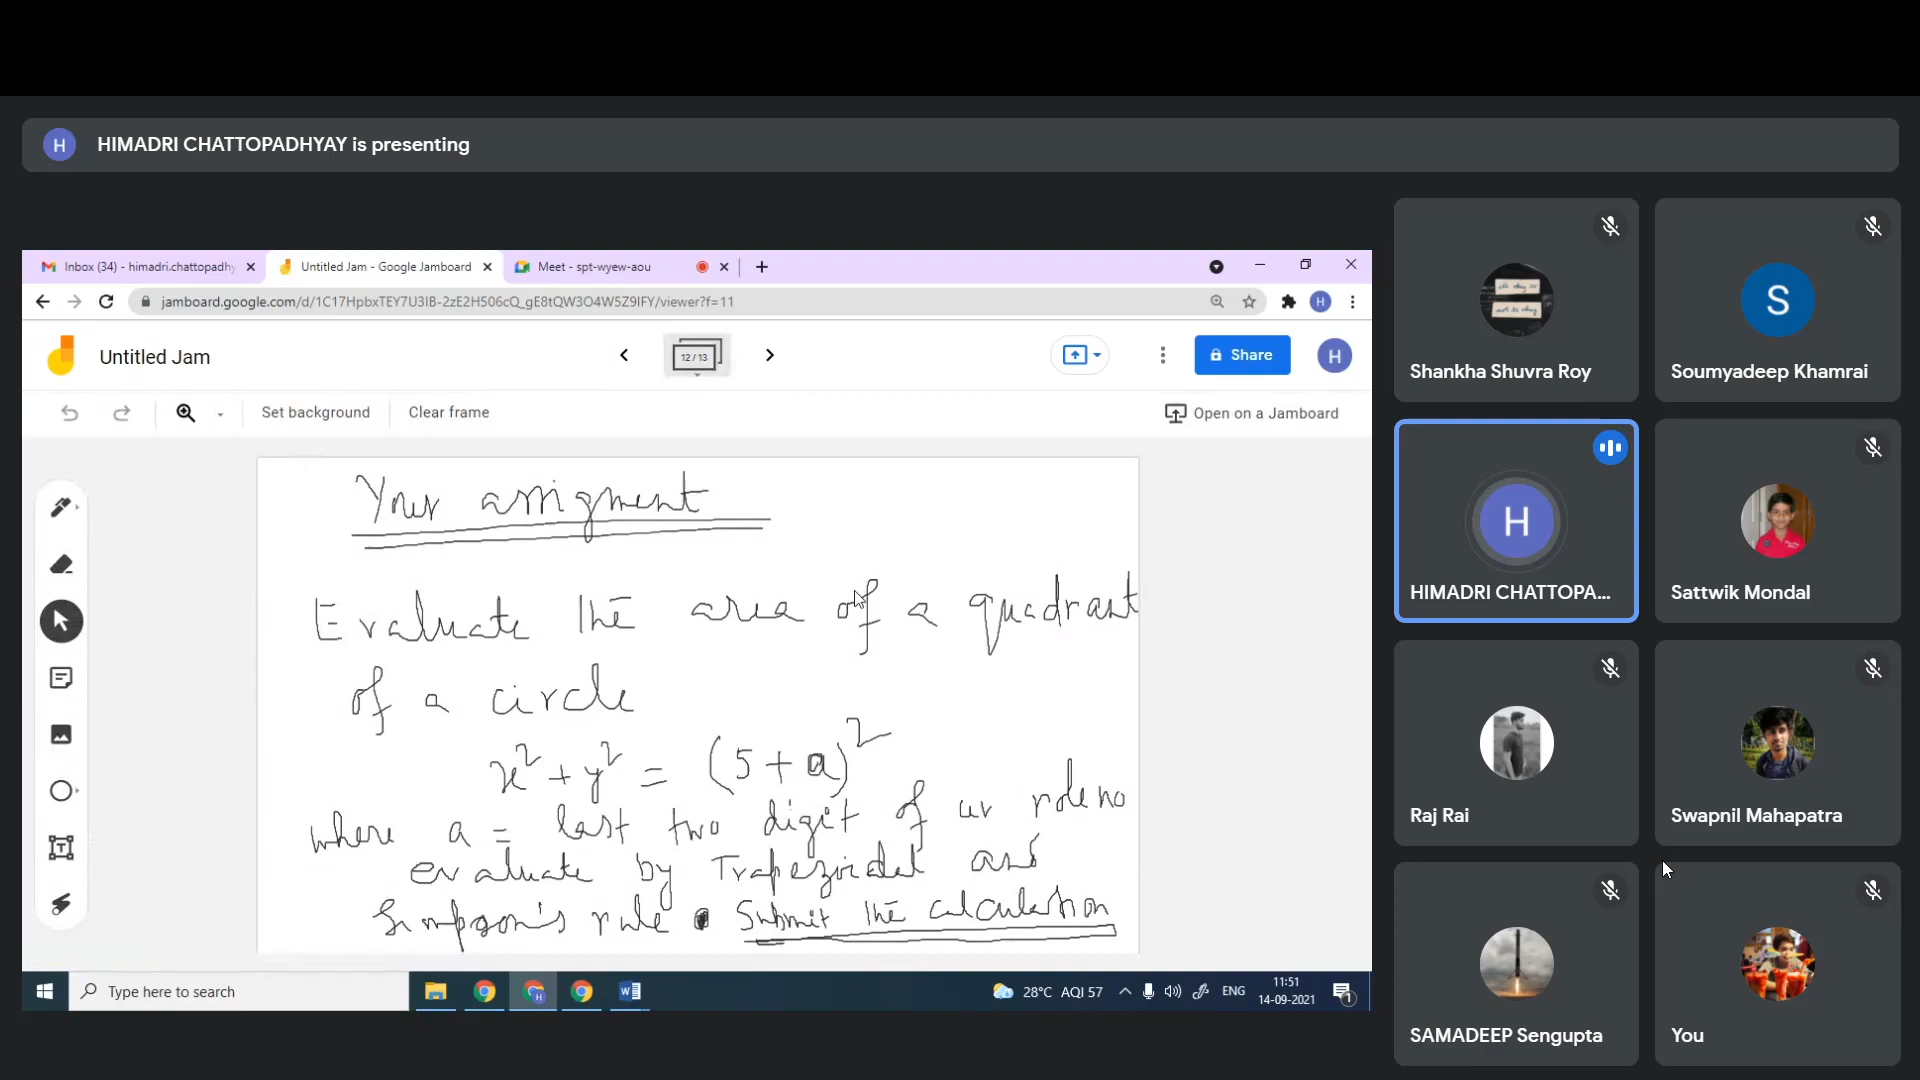 HIMADRI CHATTOPADHYAY is presenting
H
Inbox (34) - himadri.chattopadhy
Untitled Jam - Google Jamboard
Meet - spt-wyew-aou
jamboard.google.com/d/1C17HpbxTEY7U3IB-2zE2H506cQ_gE8tQW3O4W5Z9IFY/viewer?f=11
H
Untitled Jam
12 / 13
Share
H
Set background
Clear frame
Open on a Jamboard
Your assigment
Evaluate the area of a quadrant
of a circle
x² + y² = (5 + a)²
where a = last two digit of ur role no
evaluate by Trapezoidal and
Simpson's rule. Submit the calculation
Type here to search
28°C AQI 57
ENG
11:51
14-09-2021
1
Shankha Shuvra Roy
S
Soumyadeep Khamrai
H
HIMADRI CHATTOPA...
Sattwik Mondal
Raj Rai
Swapnil Mahapatra
SAMADEEP Sengupta
You